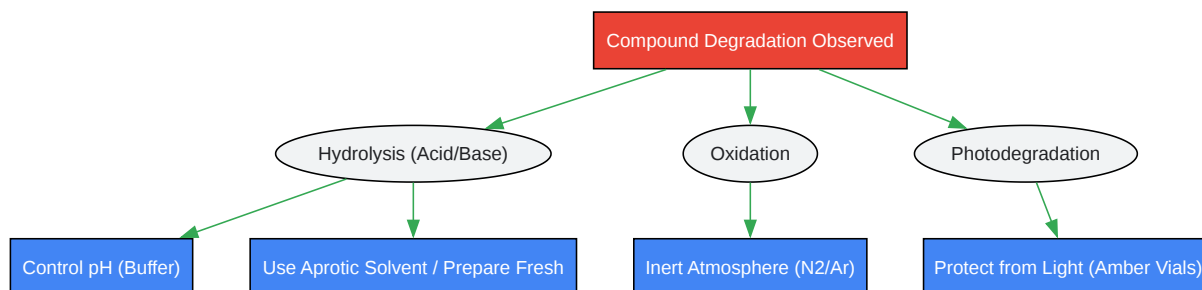 Compound Degradation Observed
Hydrolysis (Acid/Base)
Oxidation
Photodegradation
Control pH (Buffer)
Use Aprotic Solvent / Prepare Fresh
Inert Atmosphere (N2/Ar)
Protect from Light (Amber Vials)